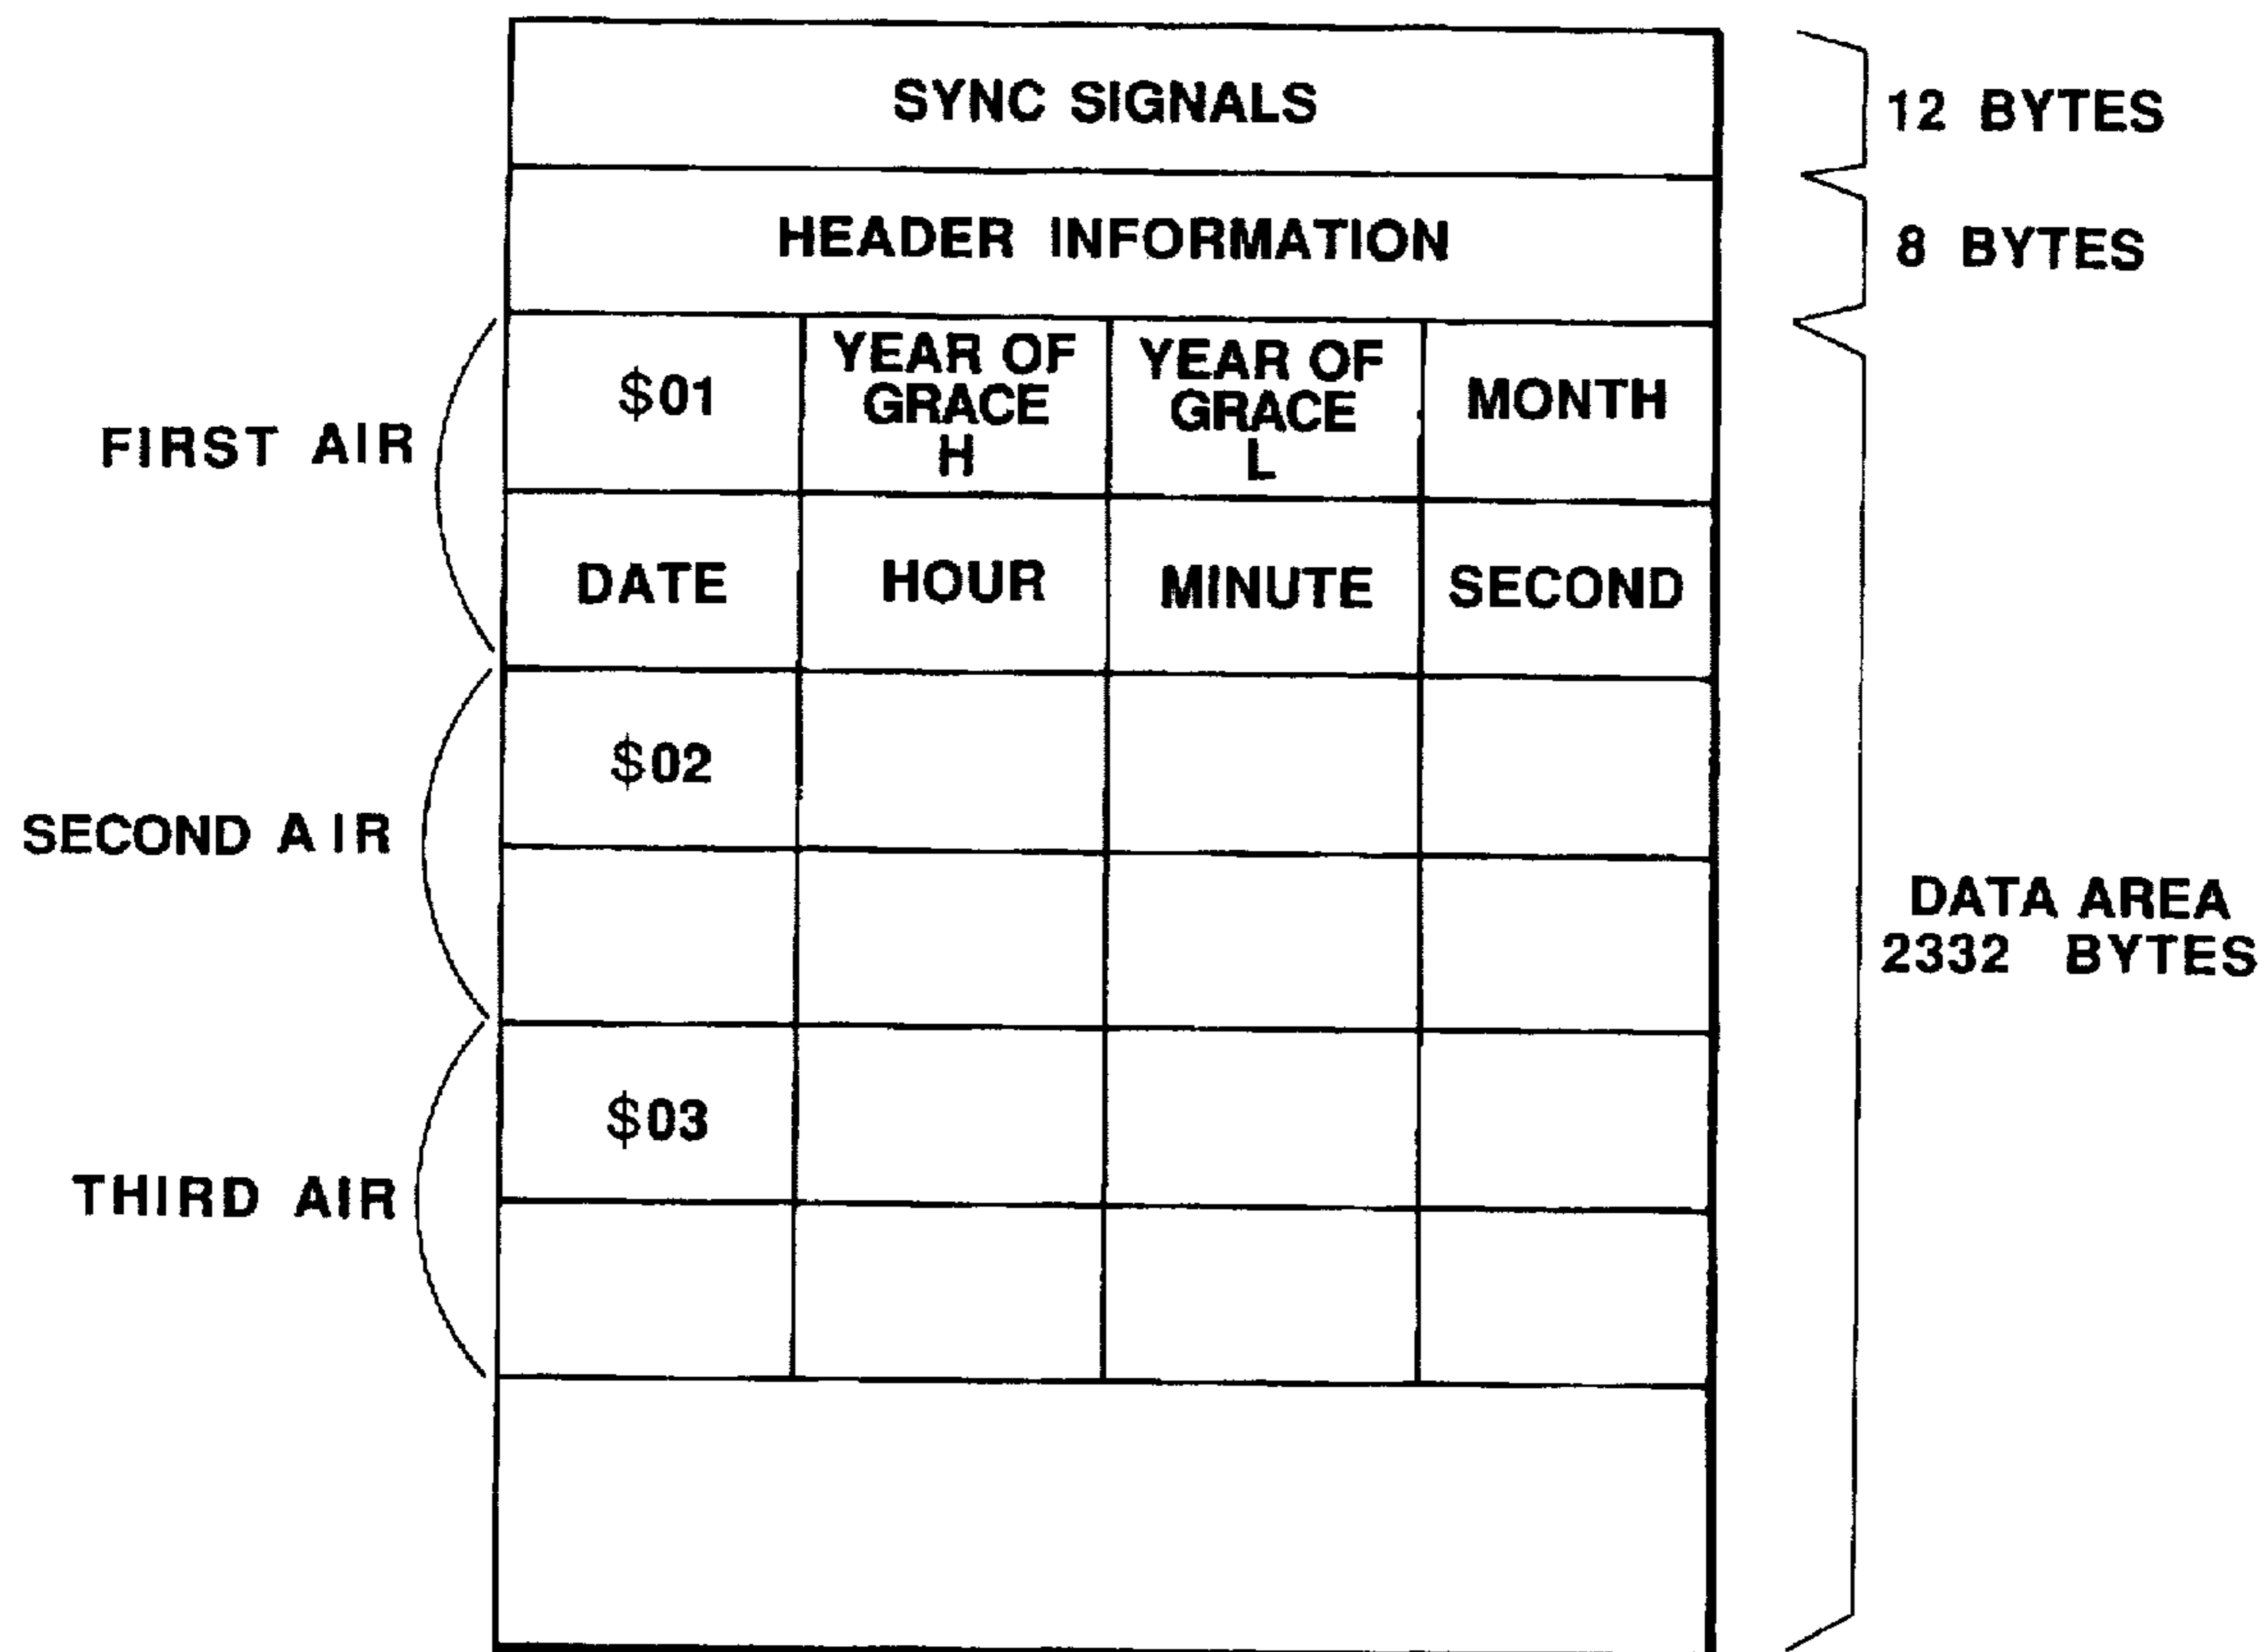 SYNC SIGNALS
12 BYTES
HEADER INFORMATION
8 BYTES
FIRST AIR
$01
YEAR OF
GRACE
H
YEAR OF
GRACE
L
MONTH
DATE
HOUR
MINUTE
SECOND
SECOND AIR
$02
DATA AREA
2332 BYTES
THIRD AIR
$03